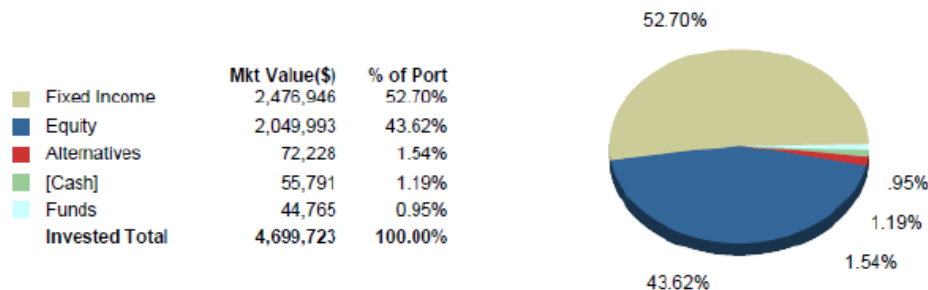 52.70%
Mkt Value($) % of Port
Fixed Income 2,476,946 52.70%
Equity 2,049,993 43.62%
Alternatives 72,228 1.54%
[Cash] 55,791 1.19%
Funds 44,765 0.95%
Invested Total 4,699,723 100.00%
.95%
1.19%
1.54%
43.62%